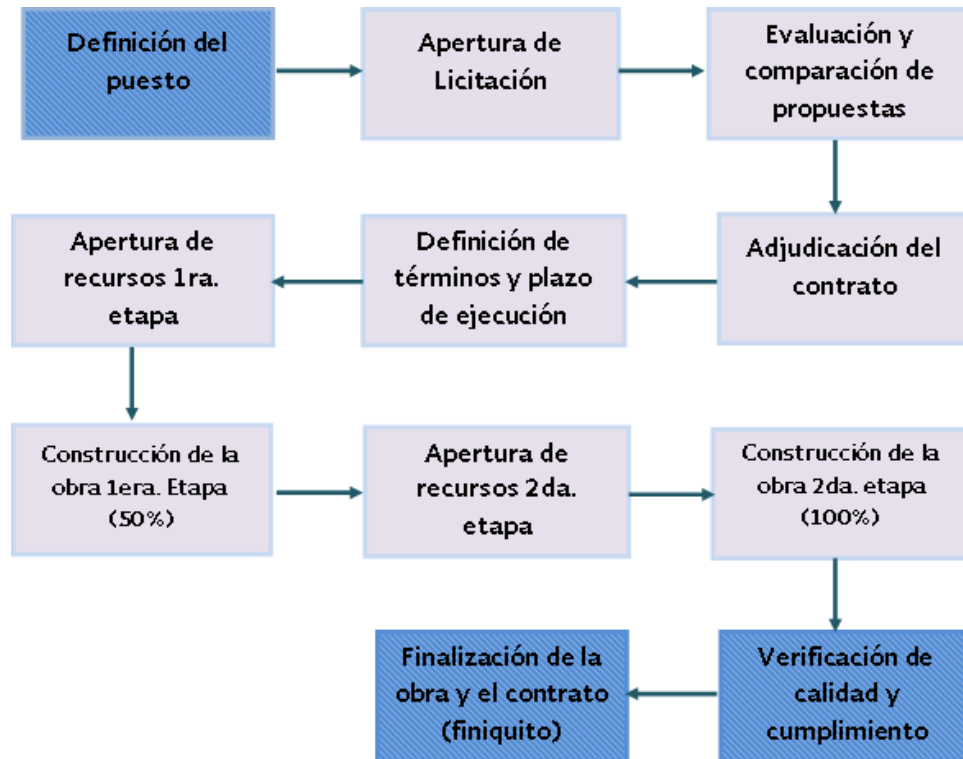 Definición del
puesto
Apertura de
Licitación
Evaluación y
comparación de
propuestas
Adjudicación del
contrato
Definición de
términos y plazo
de ejecución
Apertura de
recursos 1ra.
etapa
Construcción de la
obra 1era. Etapa
(50%)
Apertura de
recursos 2da.
etapa
Construcción de la
obra 2da. etapa
(100%)
Verificación de
calidad y
cumplimiento
Finalización de la
obra y el contrato
(finiquito)